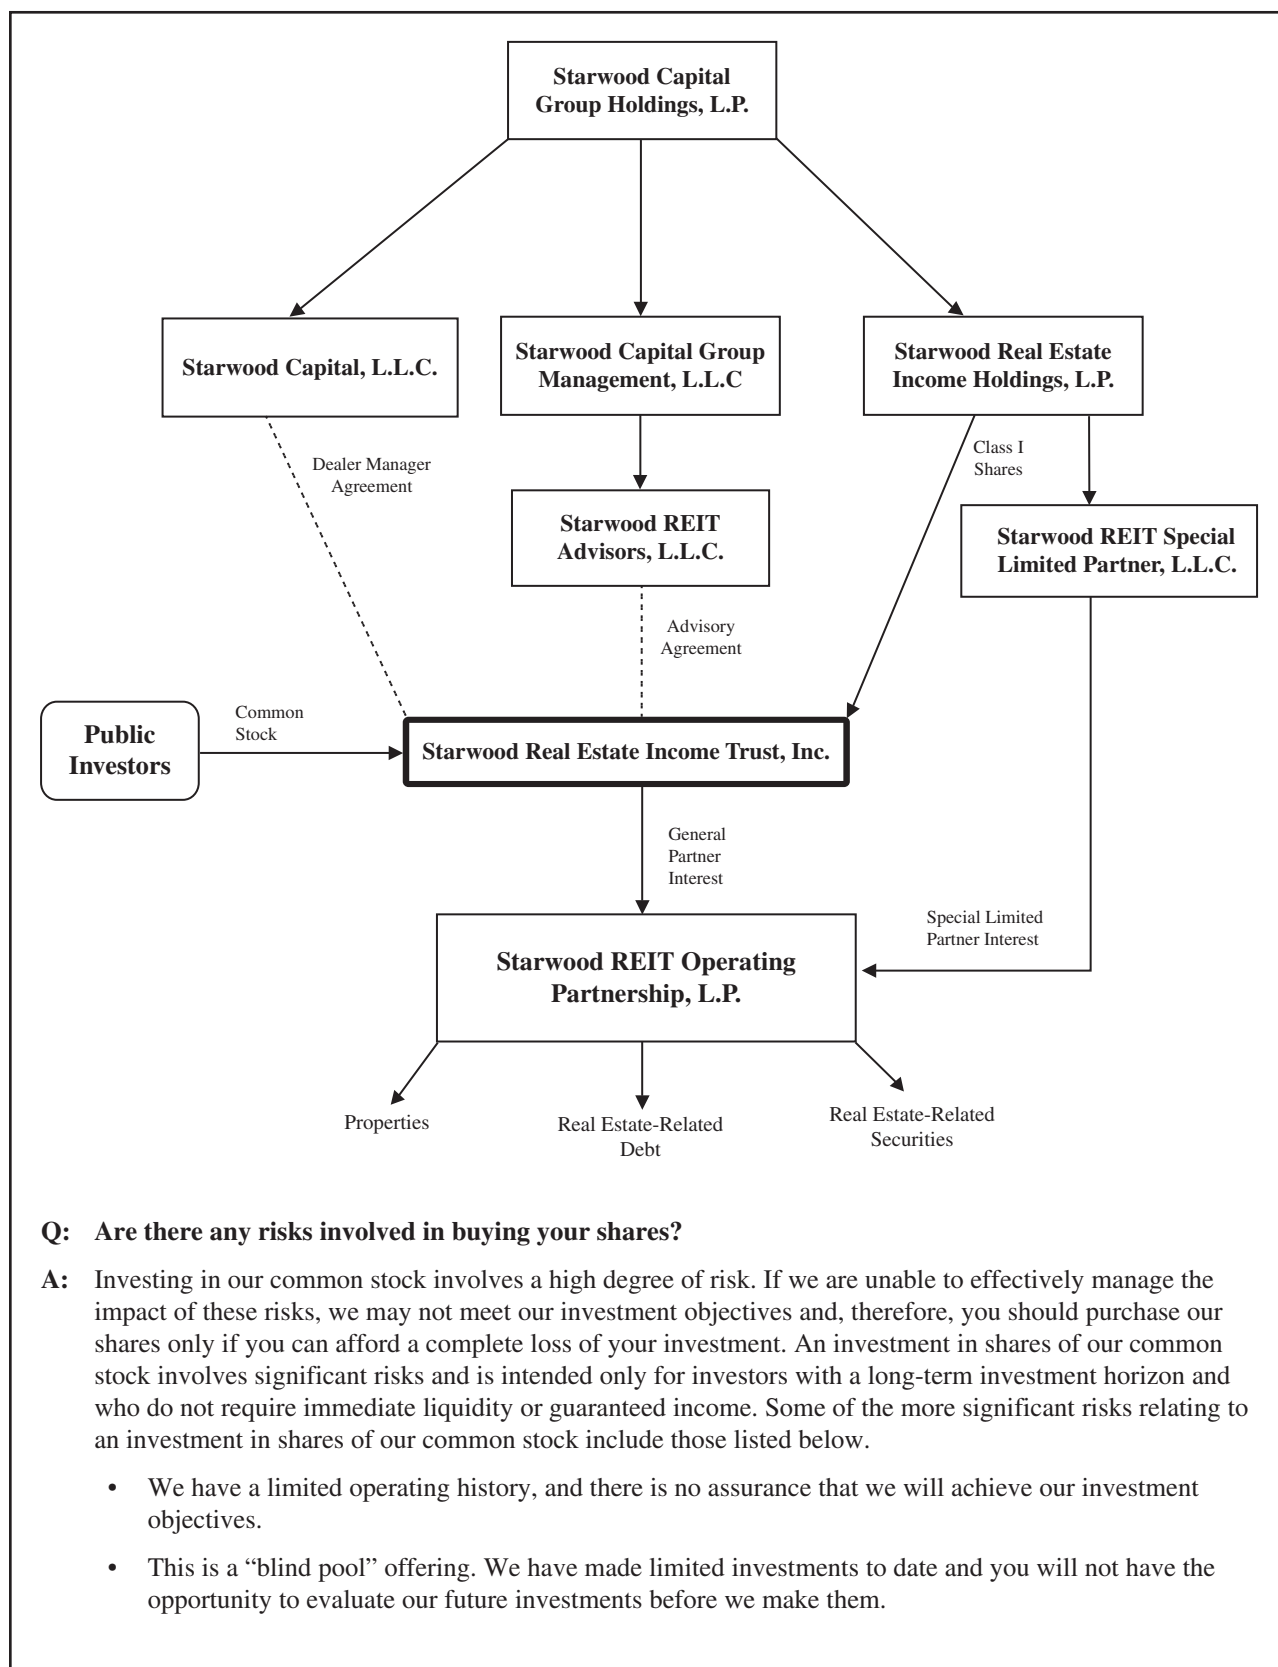 Starwood Capital
Group Holdings, L.P.
Starwood Capital, L.L.C.
Starwood Capital Group
Management, L.L.C
Starwood Real Estate
Income Holdings, L.P.
Dealer Manager
Agreement
Class I
Shares
Starwood REIT
Advisors, L.L.C.
Starwood REIT Special
Limited Partner, L.L.C.
Advisory
Agreement
Public
Investors
Common
Stock
Starwood Real Estate Income Trust, Inc.
General
Partner
Interest
Special Limited
Partner Interest
Starwood REIT Operating
Partnership, L.P.
Properties
Real Estate-Related
Debt
Real Estate-Related
Securities
Q: Are there any risks involved in buying your shares?
A: Investing in our common stock involves a high degree of risk. If we are unable to effectively manage the
impact of these risks, we may not meet our investment objectives and, therefore, you should purchase our
shares only if you can afford a complete loss of your investment. An investment in shares of our common
stock involves significant risks and is intended only for investors with a long-term investment horizon and
who do not require immediate liquidity or guaranteed income. Some of the more significant risks relating to
an investment in shares of our common stock include those listed below.
• We have a limited operating history, and there is no assurance that we will achieve our investment
objectives.
• This is a “blind pool” offering. We have made limited investments to date and you will not have the
opportunity to evaluate our future investments before we make them.